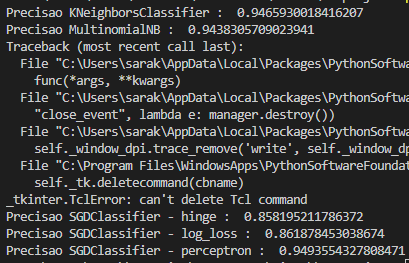 Precisao KNeighborsClassifier :  0.9465930018416207
Precisao MultinomialNB :  0.9438305709023941
Traceback (most recent call last):
  File "C:\Users\sarak\AppData\Local\Packages\PythonSoftwa
    func(*args, **kwargs)
  File "C:\Users\sarak\AppData\Local\Packages\PythonSoftwa
    "close_event", lambda e: manager.destroy())
  File "C:\Users\sarak\AppData\Local\Packages\PythonSoftwa
    self._window_dpi.trace_remove('write', self._window_dp
  File "C:\Program Files\WindowsApps\PythonSoftwareFoundat
    self._tk.deletecommand(cbname)
_tkinter.TclError: can't delete Tcl command
Precisao SGDClassifier - hinge :  0.858195211786372
Precisao SGDClassifier - log_loss :  0.861878453038674
Precisao SGDClassifier - perceptron :  0.9493554327808471